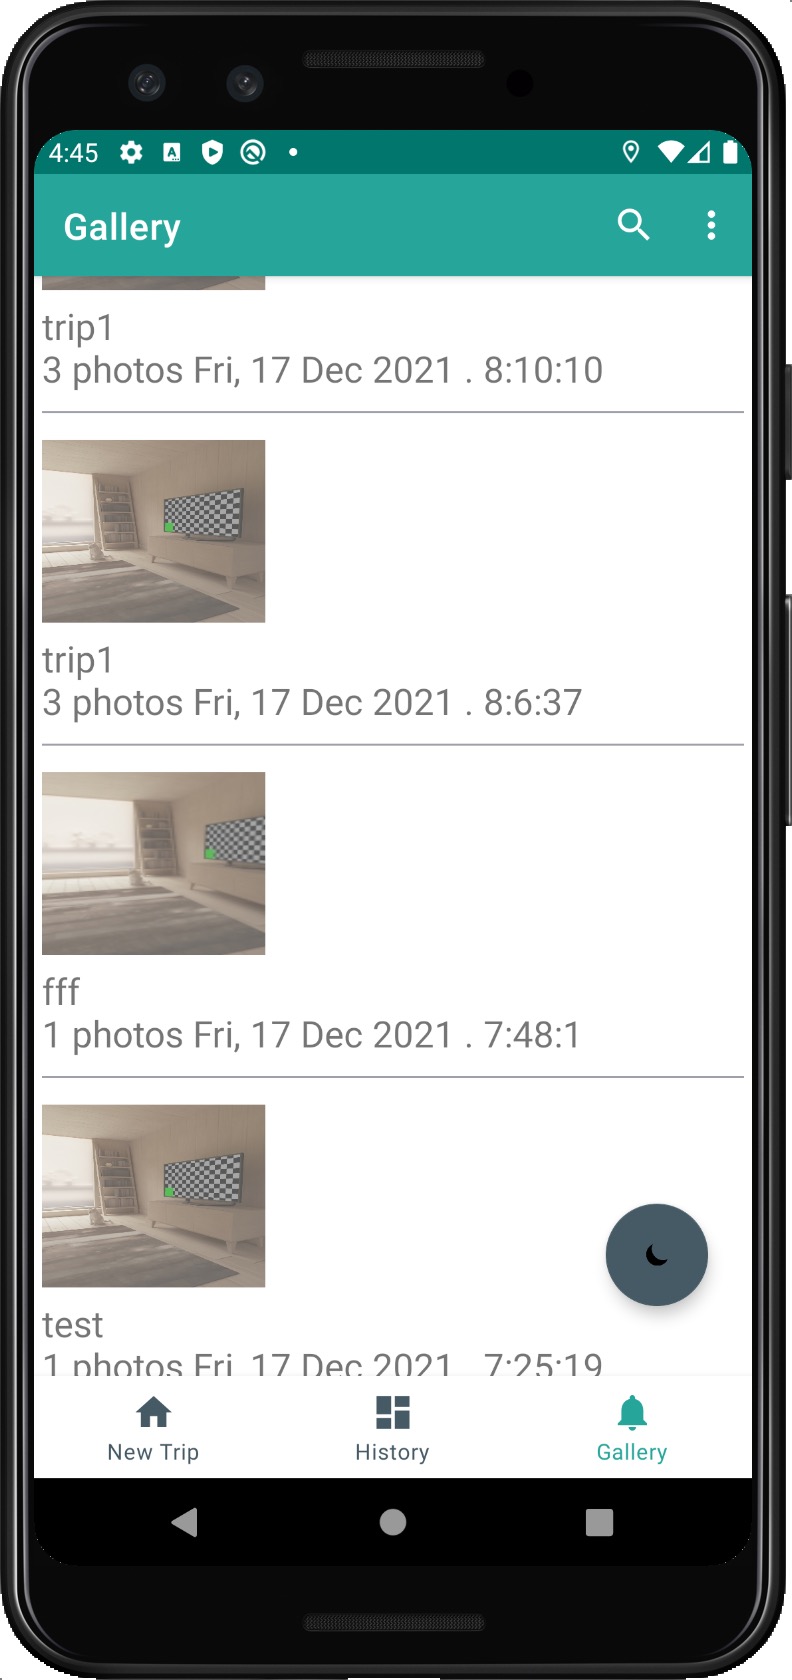 4:45
Gallery
trip1
3 photos Fri, 17 Dec 2021 . 8:10:10
trip1
3 photos Fri, 17 Dec 2021 . 8:6:37
fff
1 photos Fri, 17 Dec 2021 . 7:48:1
test
1 photos Fri, 17 Dec 2021 . 7:25:19
New Trip
History
Gallery